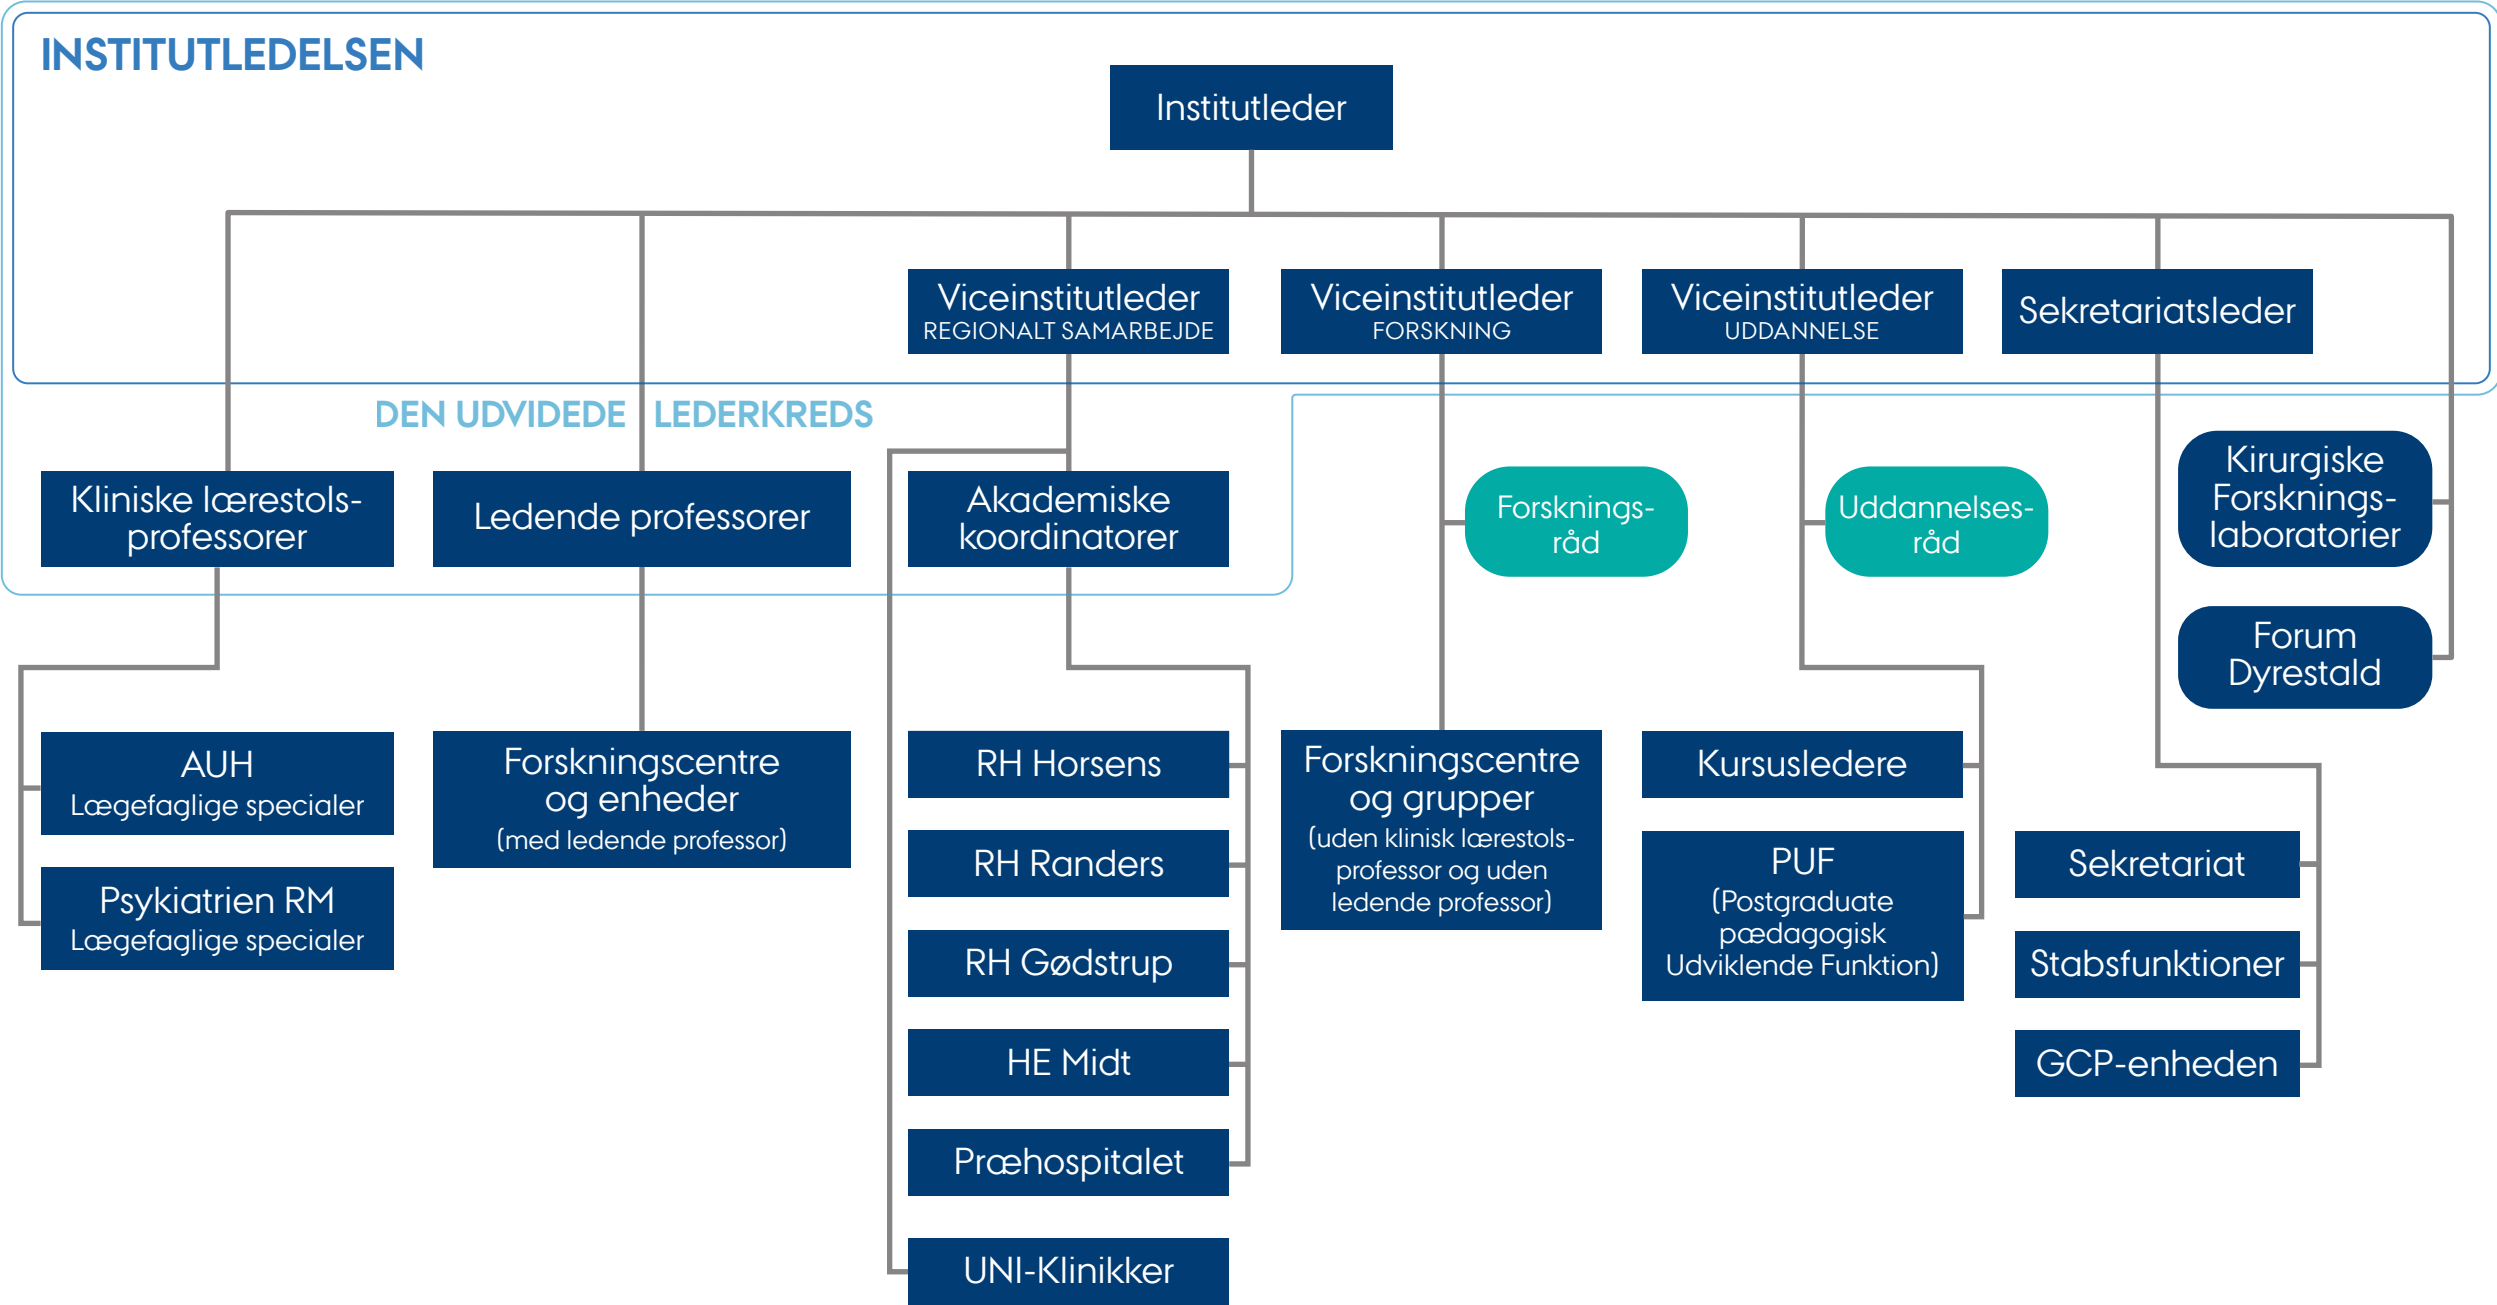 INSTITUTLEDELSEN
Institutleder
Viceinstitutleder
REGIONALT SAMARBEJDE
Viceinstitutleder
FORSKNING
Viceinstitutleder
UDDANNELSE
Sekretariatsleder
DEN UDVIDEDE LEDERKREDS
Kliniske lærestols-
professorer
Ledende professorer
Akademiske
koordinatorer
Forsknings-
råd
Uddannelses-
råd
Kirurgiske
Forsknings-
laboratorier
Forum
Dyrestald
AUH
Lægefaglige specialer
Psykiatrien RM
Lægefaglige specialer
Forskningscentre
og enheder
(med ledende professor)
RH Horsens
RH Randers
RH Gødstrup
HE Midt
Præhospitalet
UNI-Klinikker
Forskningscentre
og grupper
(uden klinisk lærestols-
professor og uden
ledende professor)
Kursusledere
PUF
(Postgraduate
pædagogisk
Udviklende Funktion)
Sekretariat
Stabsfunktioner
GCP-enheden